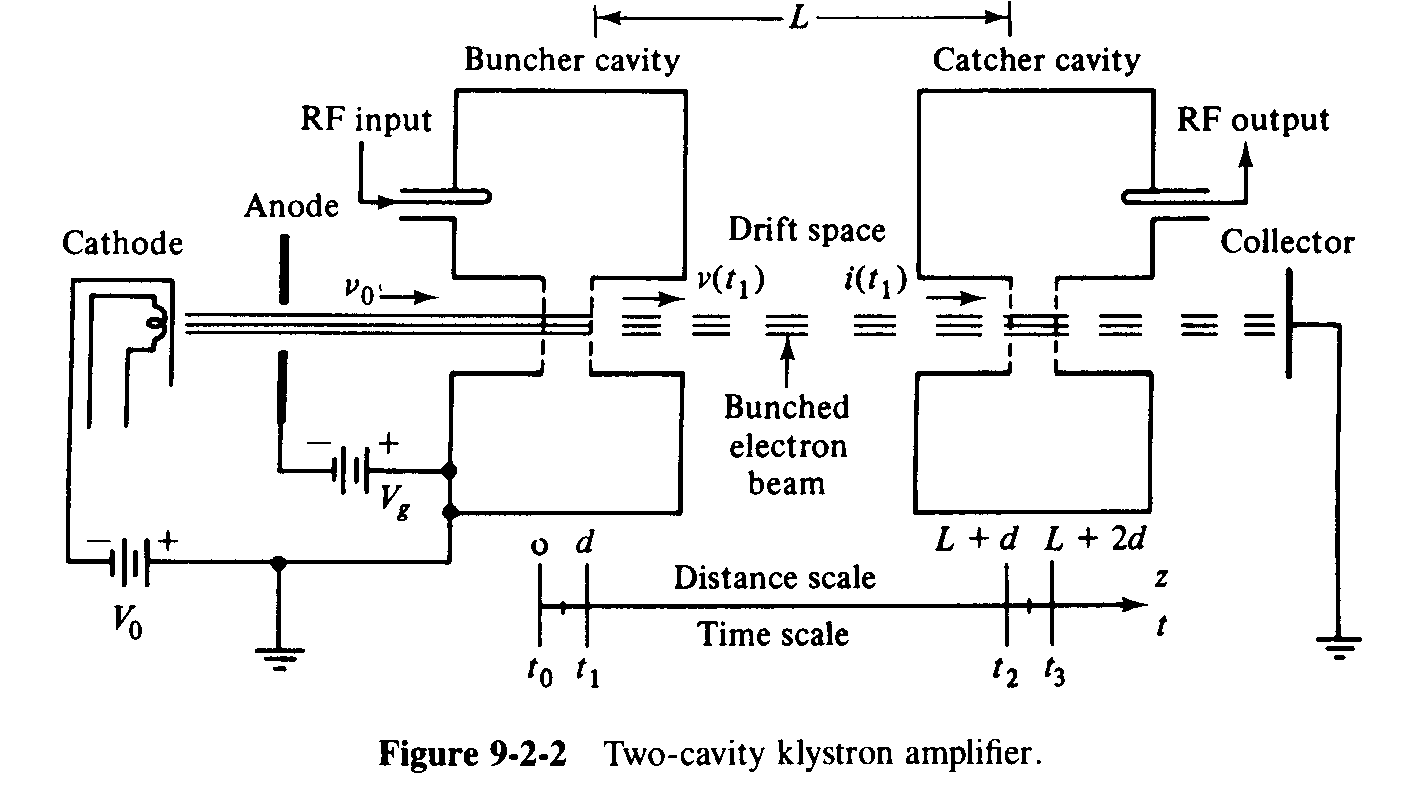 L
Buncher cavity
Catcher cavity
RF input
RF output
Anode
Drift space
Cathode
Collector
v0
v(t1)
i(t1)
Bunched
electron
beam
− +
Vg
− +
V0
o d
L + d L + 2d
Distance scale
z
Time scale
t
t0 t1
t2 t3
Figure 9-2-2 Two-cavity klystron amplifier.